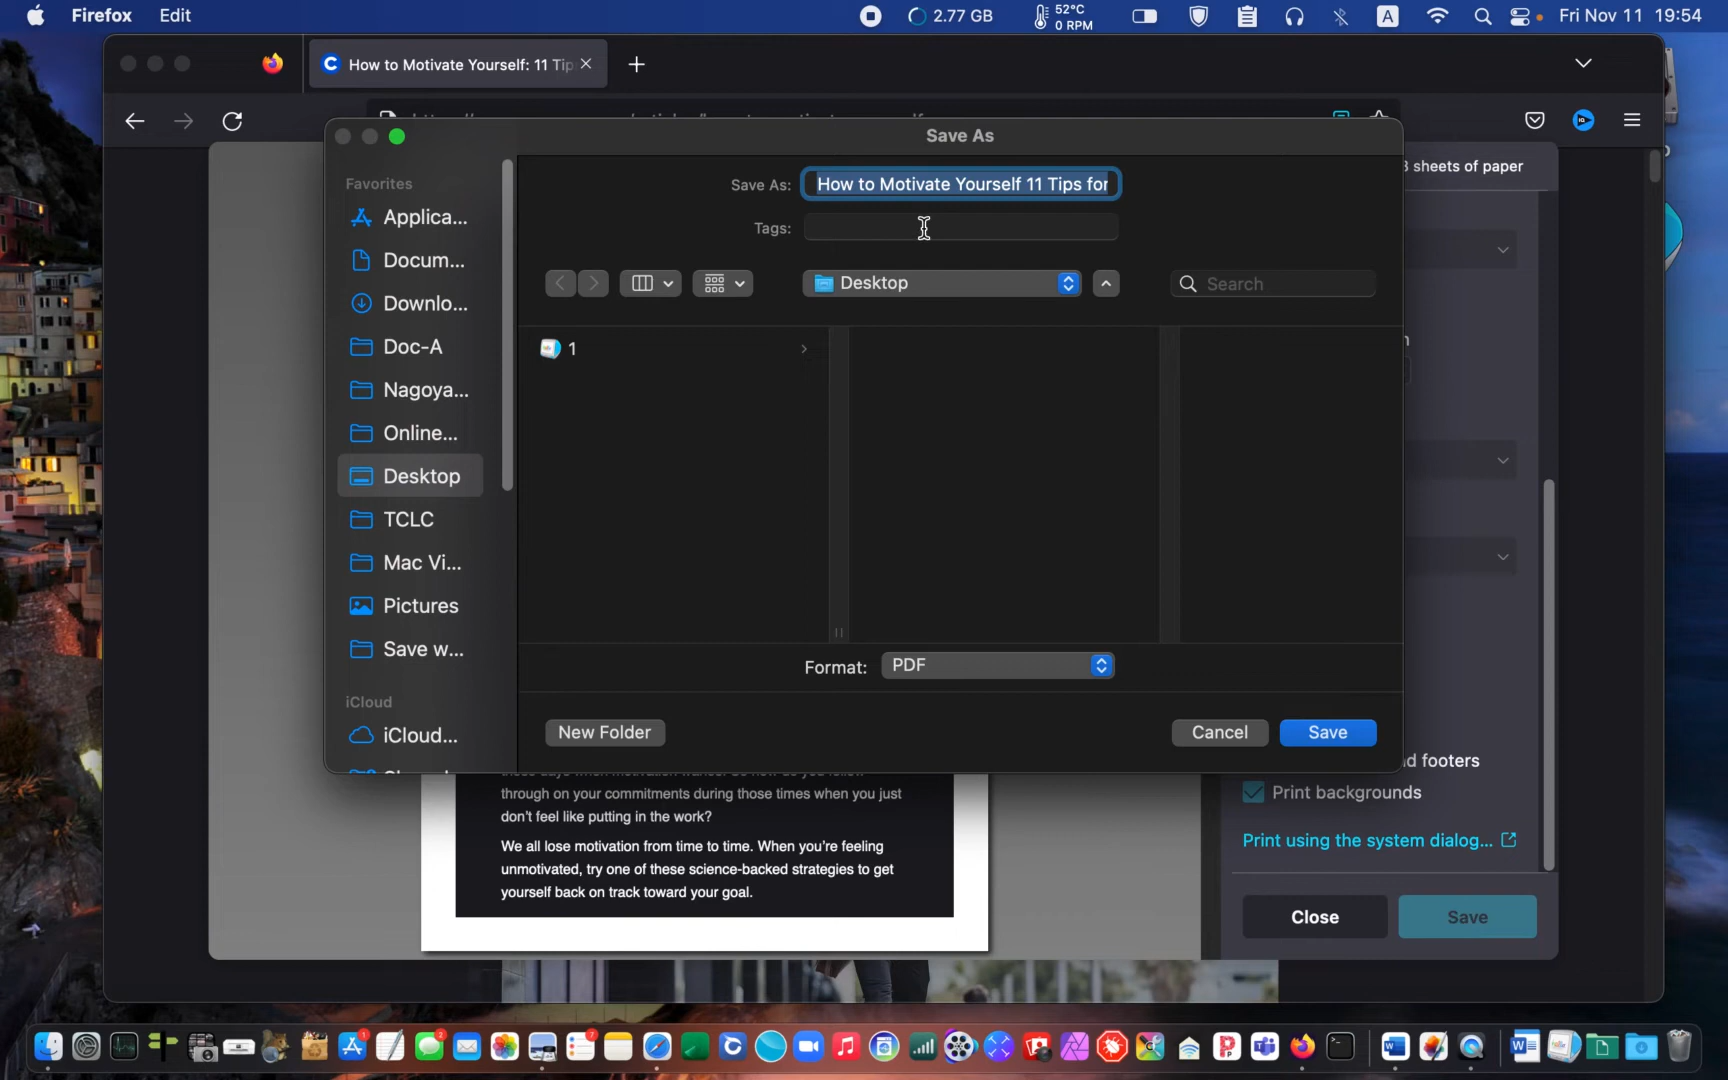 Firefox Edit 2.77 GB 52°C 0 RPM A Fri Nov 11 19:54
How to Motivate Yourself: 11 Tip
Save As
3 sheets of paper
Favorites
Save As: How to Motivate Yourself 11 Tips for
Applica...
Tags:
Docum...
Desktop
Search
Downlo...
Doc-A
1
Nagoya...
Online...
Desktop
TCLC
Mac Vi...
Pictures
Save w...
Format: PDF
iCloud
iCloud...
New Folder
Cancel
Save
d footers
through on your commitments during those times when you just
don't feel like putting in the work?
Print backgrounds
We all lose motivation from time to time. When you're feeling
unmotivated, try one of these science-backed strategies to get
yourself back on track toward your goal.
Print using the system dialog...
Close
Save